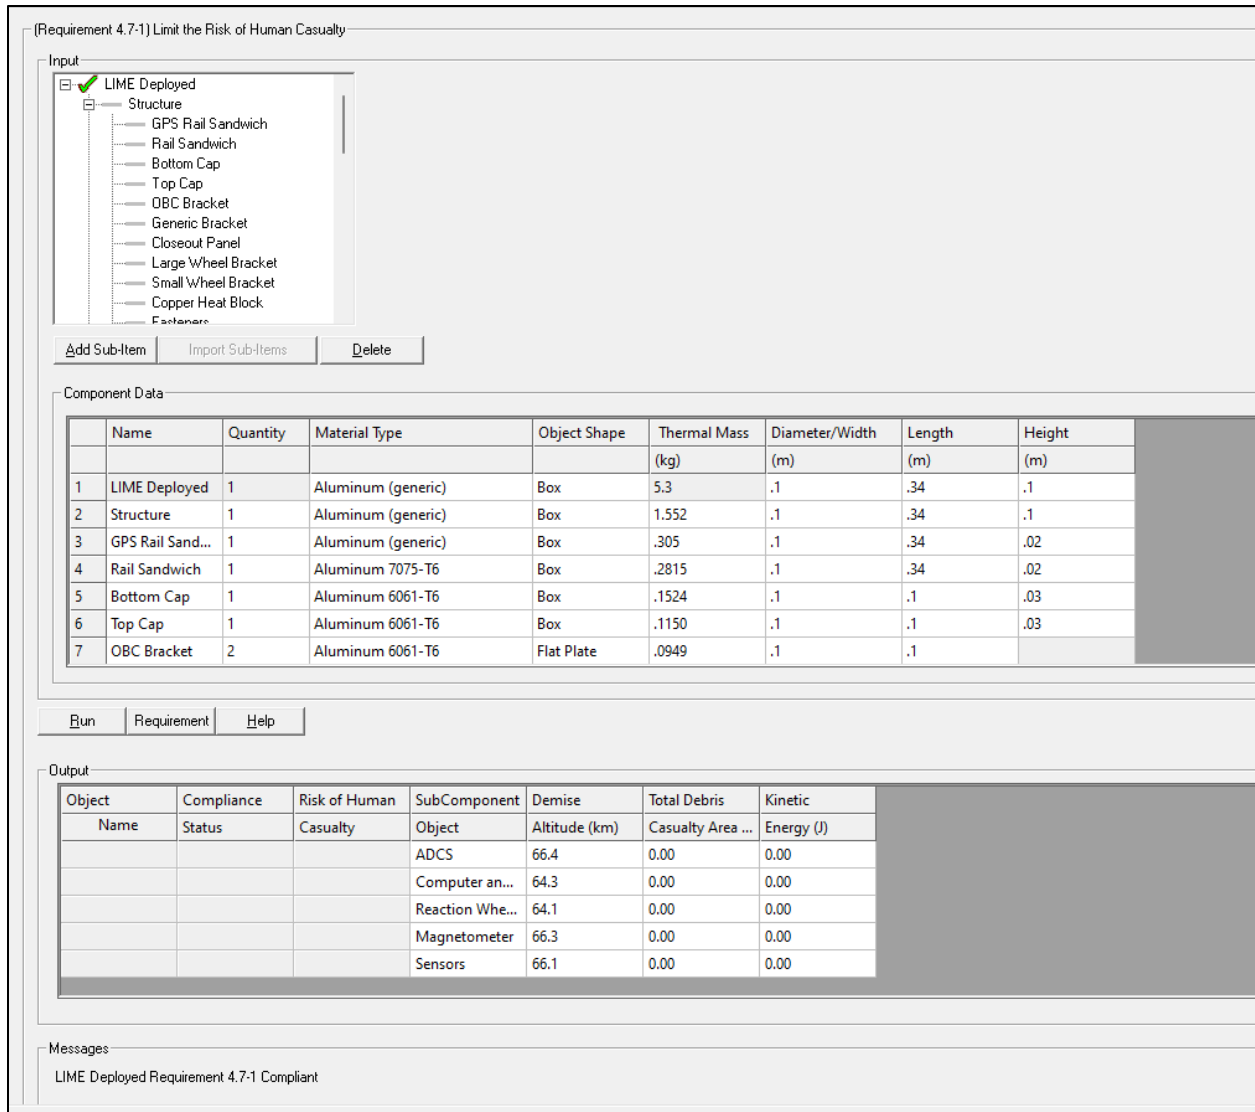 (Requirement 4.7-1) Limit the Risk of Human Casualty
Input
LIME Deployed
Structure
GPS Rail Sandwich
Rail Sandwich
Bottom Cap
Top Cap
OBC Bracket
Generic Bracket
Closeout Panel
Large Wheel Bracket
Small Wheel Bracket
Copper Heat Block
Fasteners
Add Sub-Item Import Sub-Items Delete
Component Data
Name Quantity Material Type Object Shape Thermal Mass Diameter/Width Length Height
(kg) (m) (m) (m)
1 LIME Deployed 1 Aluminum (generic) Box 5.3 .1 .34 .1
2 Structure 1 Aluminum (generic) Box 1.552 .1 .34 .1
3 GPS Rail Sand... 1 Aluminum (generic) Box .305 .1 .34 .02
4 Rail Sandwich 1 Aluminum 7075-T6 Box .2815 .1 .34 .02
5 Bottom Cap 1 Aluminum 6061-T6 Box .1524 .1 .1 .03
6 Top Cap 1 Aluminum 6061-T6 Box .1150 .1 .1 .03
7 OBC Bracket 2 Aluminum 6061-T6 Flat Plate .0949 .1 .1
Run Requirement Help
Output
Object Compliance Risk of Human SubComponent Demise Total Debris Kinetic
Name Status Casualty Object Altitude (km) Casualty Area ... Energy (J)
ADCS 66.4 0.00 0.00
Computer an... 64.3 0.00 0.00
Reaction Whe... 64.1 0.00 0.00
Magnetometer 66.3 0.00 0.00
Sensors 66.1 0.00 0.00
Messages
LIME Deployed Requirement 4.7-1 Compliant